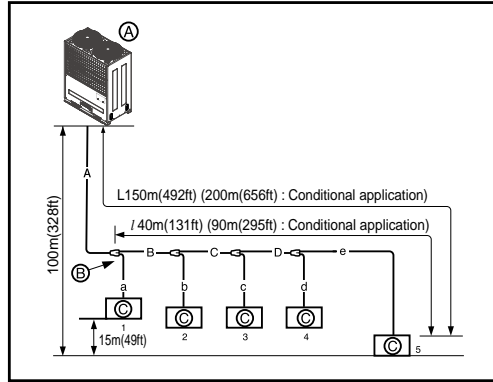 Ⓐ
A
L150m(492ft) (200m(656ft) : Conditional application)
l 40m(131ft) (90m(295ft) : Conditional application)
100m(328ft)
B C D e
Ⓑ
a b c d
Ⓒ Ⓒ Ⓒ Ⓒ Ⓒ
1 2 3 4 5
15m(49ft)